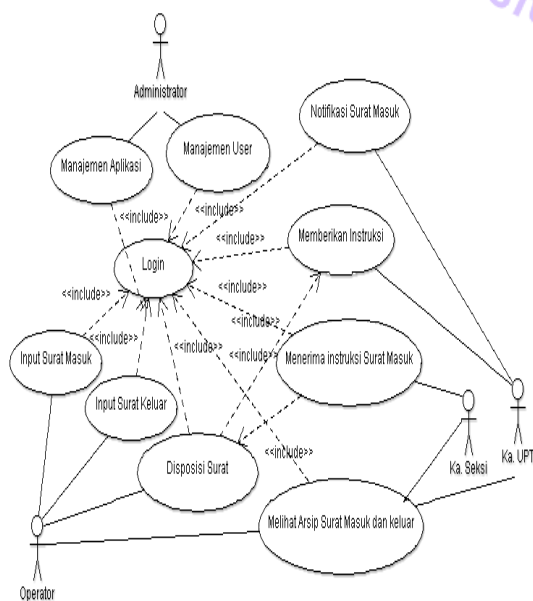 Administrator
Notifikasi Surat Masuk
Manajemen User
Manajemen Aplikasi
<<include>>
<<include>>
<<include>>
Memberikan Instruksi
Login
<<include>>
<<include>>
<<include>>
<<include>>
<<include>>
<<include>>
Input Surat Masuk
Menerima instruksi Surat Masuk
Input Surat Keluar
<<include>>
Disposisi Surat
Ka. Seksi
Ka. UPT
Melihat Arsip Surat Masuk dan keluar
Operator